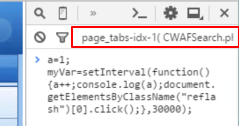 page_tabs-idx-1( CWAFSearch.pl
a=1;
myVar=setInterval(function()
{a++;console.log(a);document.
getElementsByClassName("refla
sh")[0].click();},30000);